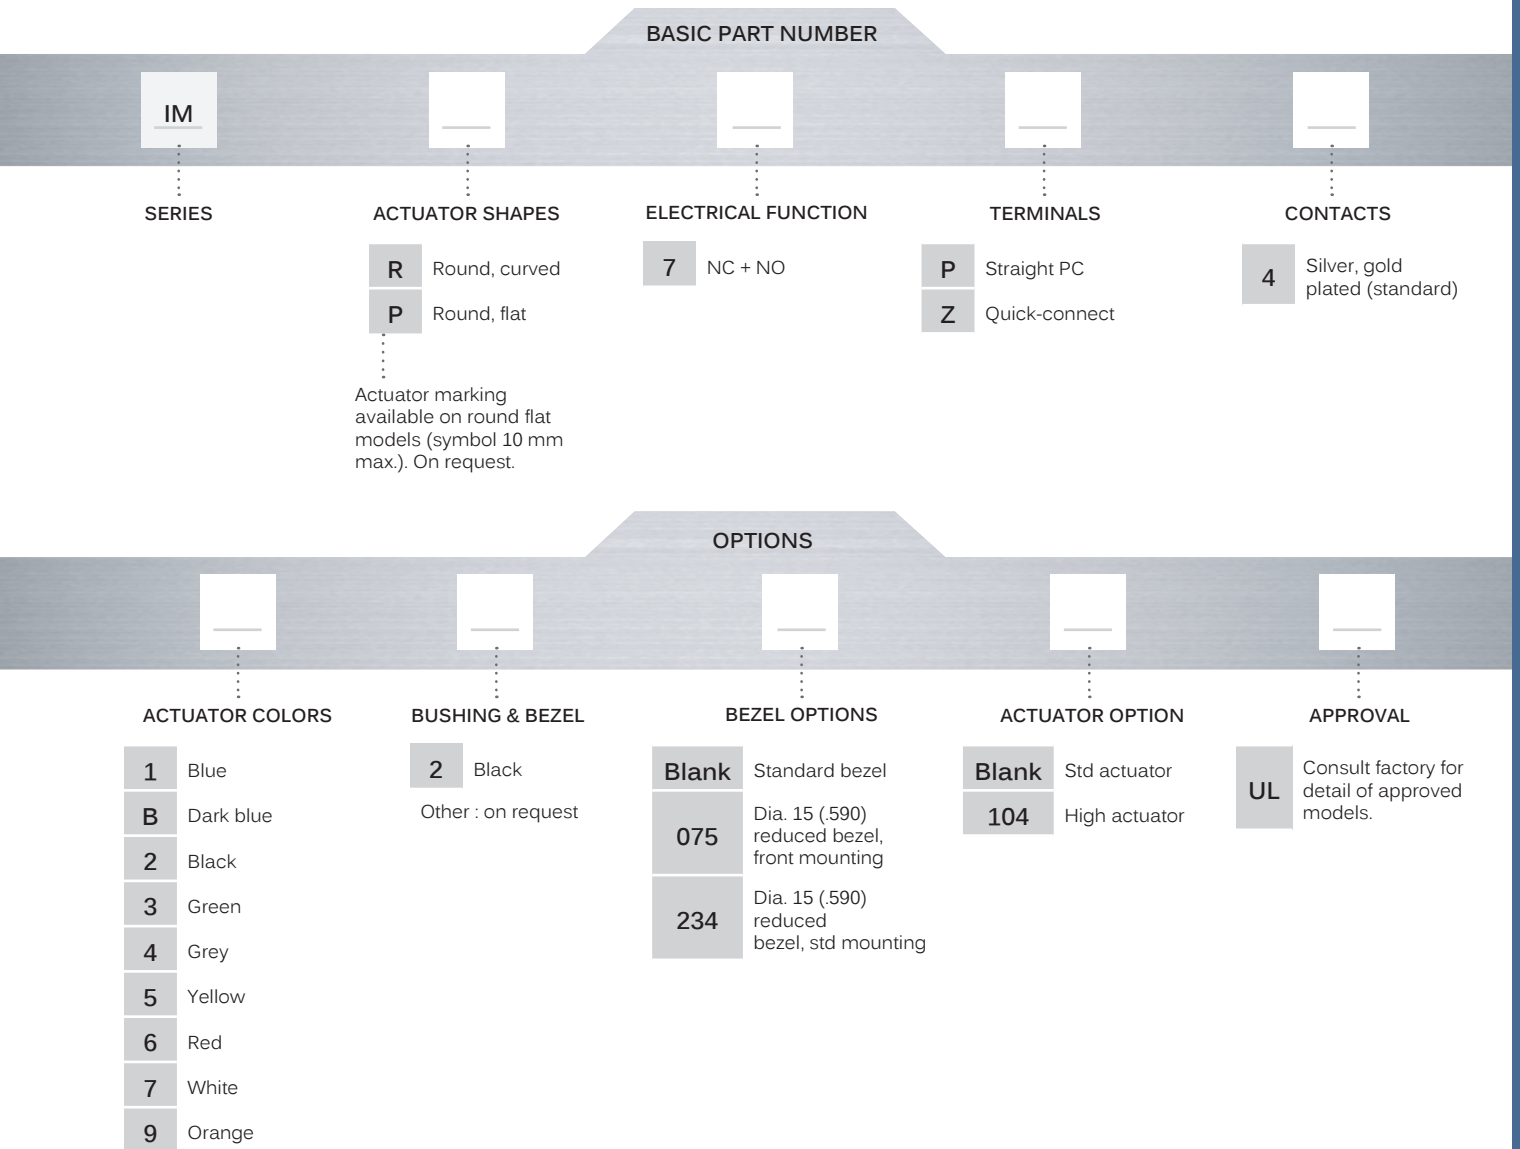 BASIC PART NUMBER
IM
SERIES
ACTUATOR SHAPES
R Round, curved
P Round, flat
Actuator marking
available on round flat
models (symbol 10 mm
max.). On request.
ELECTRICAL FUNCTION
7 NC + NO
TERMINALS
P Straight PC
Z Quick-connect
CONTACTS
4 Silver, gold
plated (standard)
OPTIONS
ACTUATOR COLORS
1 Blue
B Dark blue
2 Black
3 Green
4 Grey
5 Yellow
6 Red
7 White
9 Orange
BUSHING & BEZEL
2 Black
Other : on request
BEZEL OPTIONS
Blank Standard bezel
075 Dia. 15 (.590)
reduced bezel,
front mounting
234 Dia. 15 (.590)
reduced
bezel, std mounting
ACTUATOR OPTION
Blank Std actuator
104 High actuator
APPROVAL
UL Consult factory for
detail of approved
models.